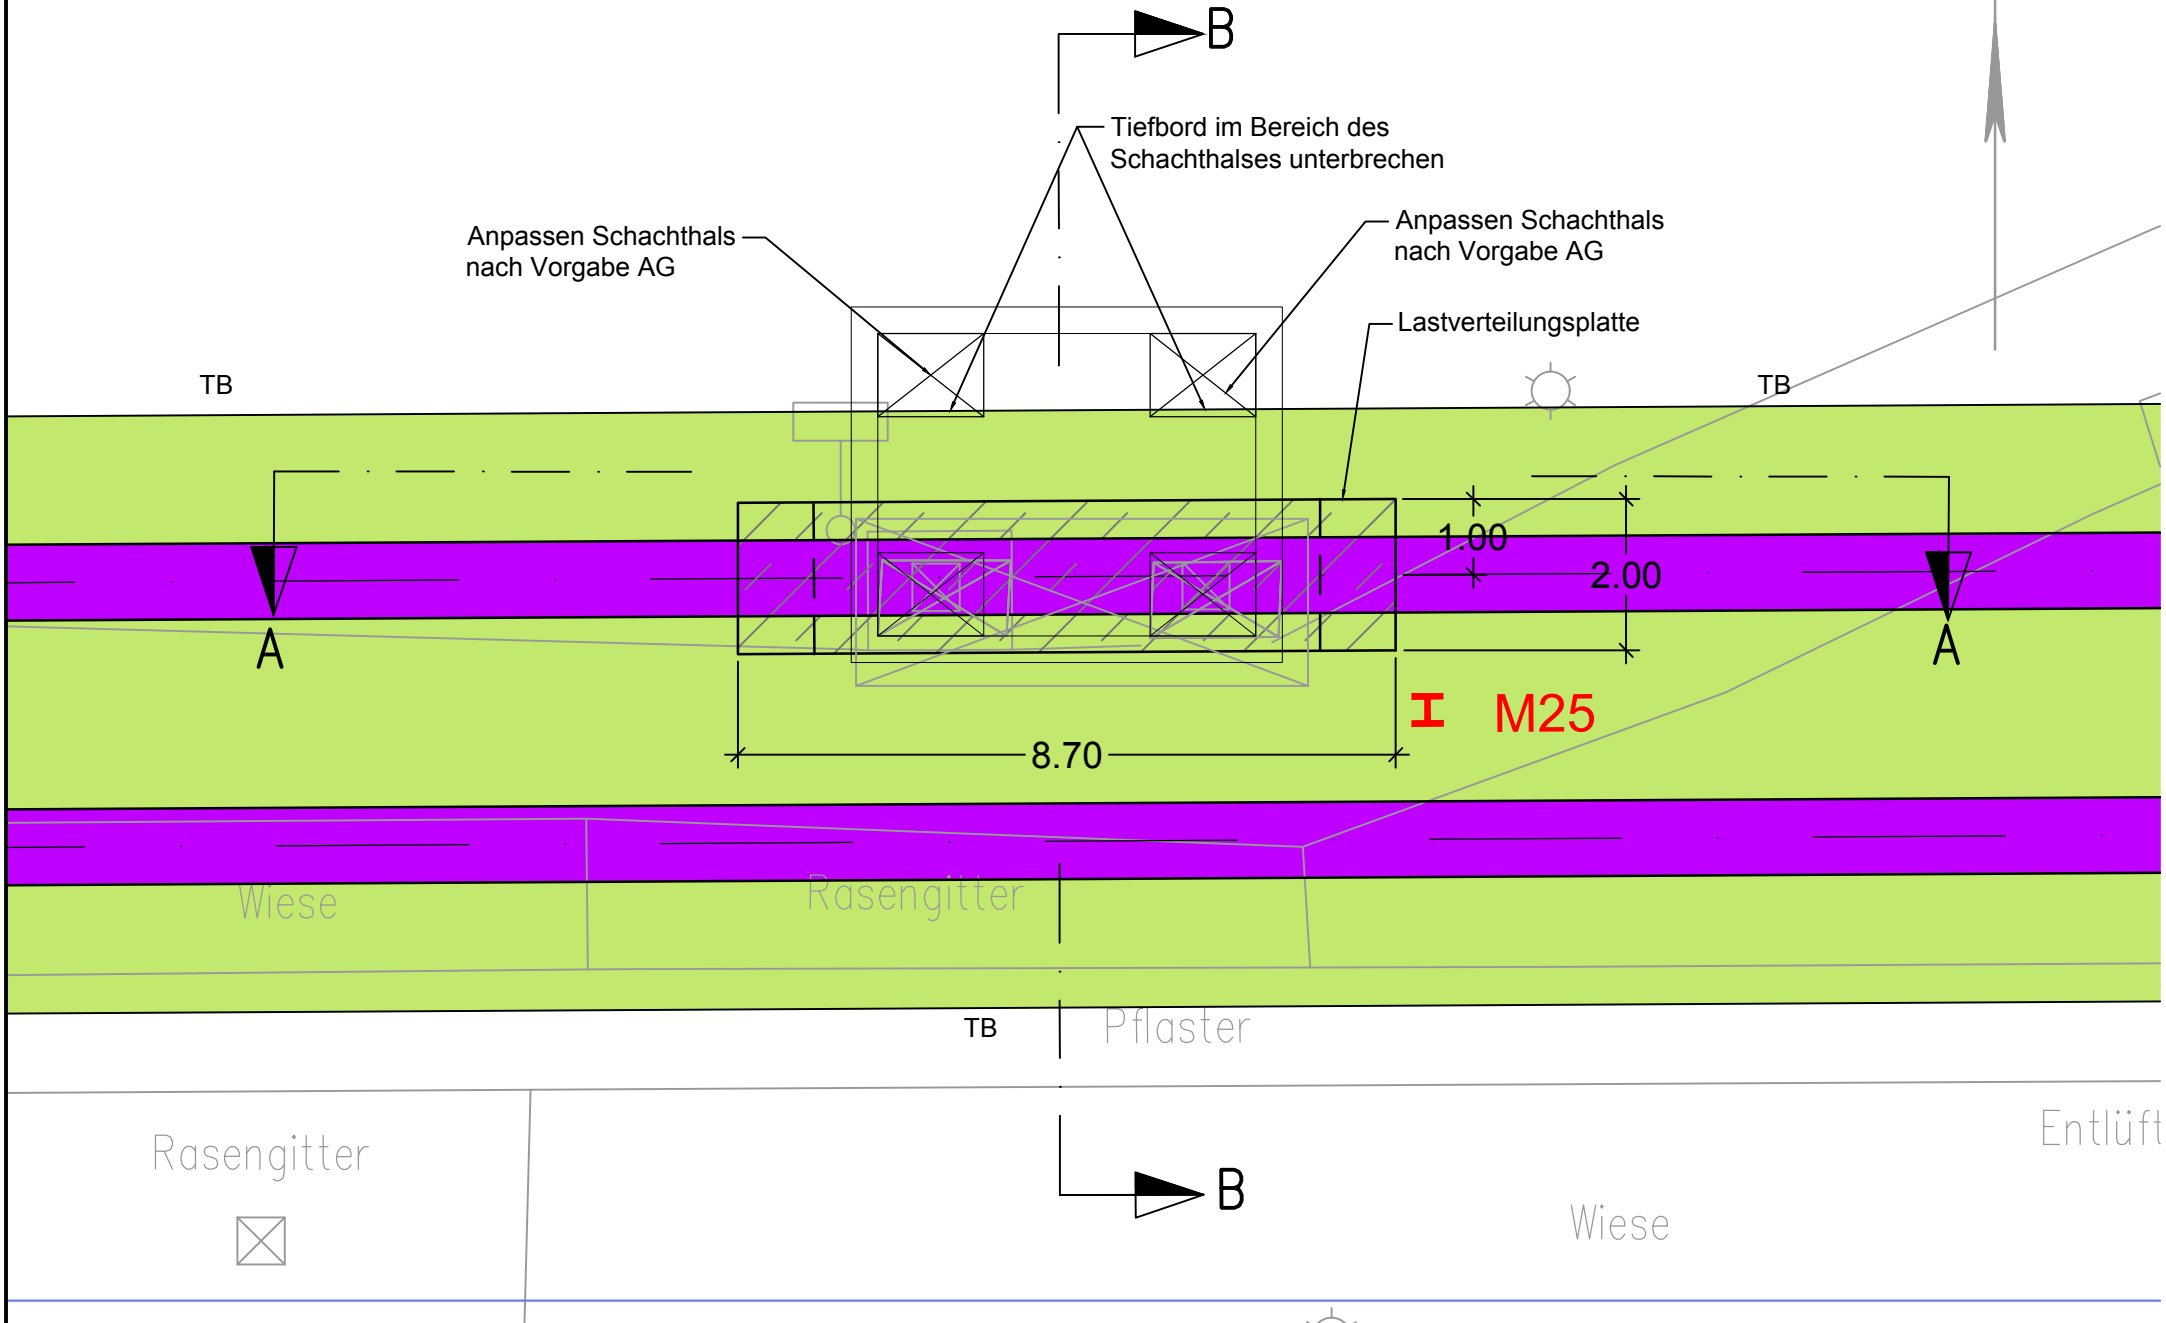 B
Tiefbord im Bereich des
Schachthalses unterbrechen
Anpassen Schachthals
nach Vorgabe AG
Anpassen Schachthals
nach Vorgabe AG
Lastverteilungsplatte
TB
TB
1.00
2.00
A
A
M25
8.70
Wiese
Rasengitter
TB
Pflaster
Rasengitter
Entlüft
B
Wiese